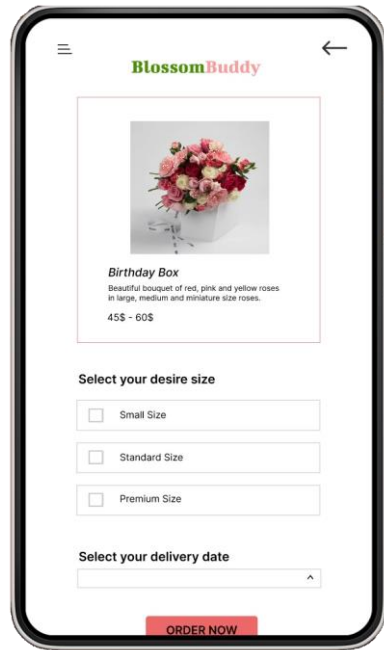 BlossomBuddy
Birthday Box
Beautiful bouquet of red, pink and yellow roses
in large, medium and miniature size roses.
45$ - 60$
Select your desire size
Small Size
Standard Size
Premium Size
Select your delivery date
ORDER NOW